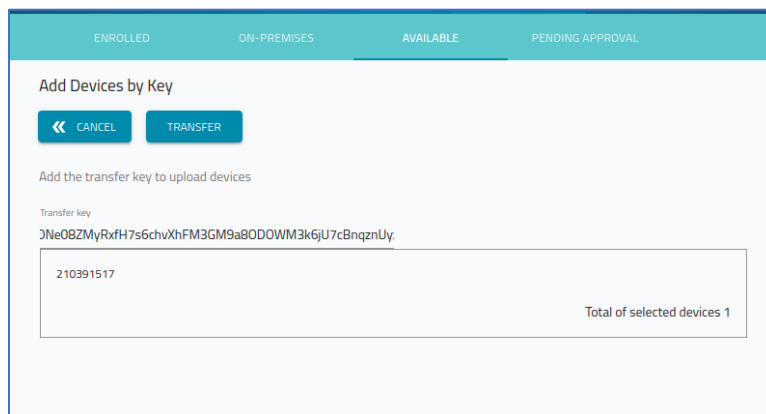 ENROLLED ON-PREMISES AVAILABLE PENDING APPROVAL
Add Devices by Key
CANCEL TRANSFER
Add the transfer key to upload devices
Transfer key
210391517
Total of selected devices 1